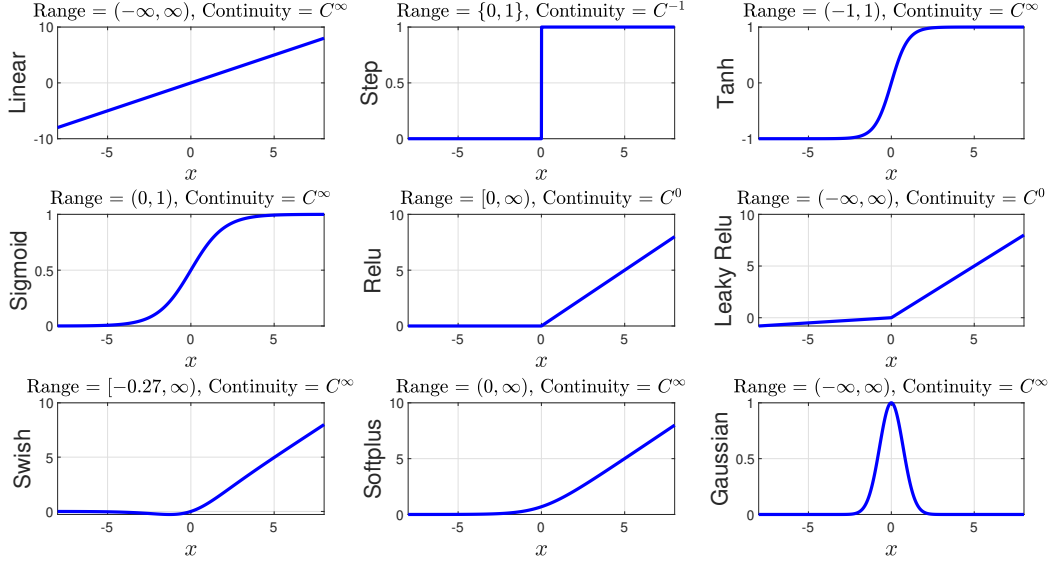 Range = (−∞, ∞), Continuity = C^∞
Linear
10
0
-10
-5 0 5
x
Range = {0, 1}, Continuity = C^−1
Step
1
0.5
0
-5 0 5
x
Range = (−1, 1), Continuity = C^∞
Tanh
1
0
-1
-5 0 5
x
Range = (0, 1), Continuity = C^∞
Sigmoid
1
0.5
0
-5 0 5
x
Range = [0, ∞), Continuity = C^0
Relu
10
5
0
-5 0 5
x
Range = (−∞, ∞), Continuity = C^0
Leaky Relu
10
5
0
-5 0 5
x
Range = [−0.27, ∞), Continuity = C^∞
Swish
10
5
0
-5 0 5
x
Range = (0, ∞), Continuity = C^∞
Softplus
10
5
0
-5 0 5
x
Range = (−∞, ∞), Continuity = C^∞
Gaussian
1
0.5
0
-5 0 5
x